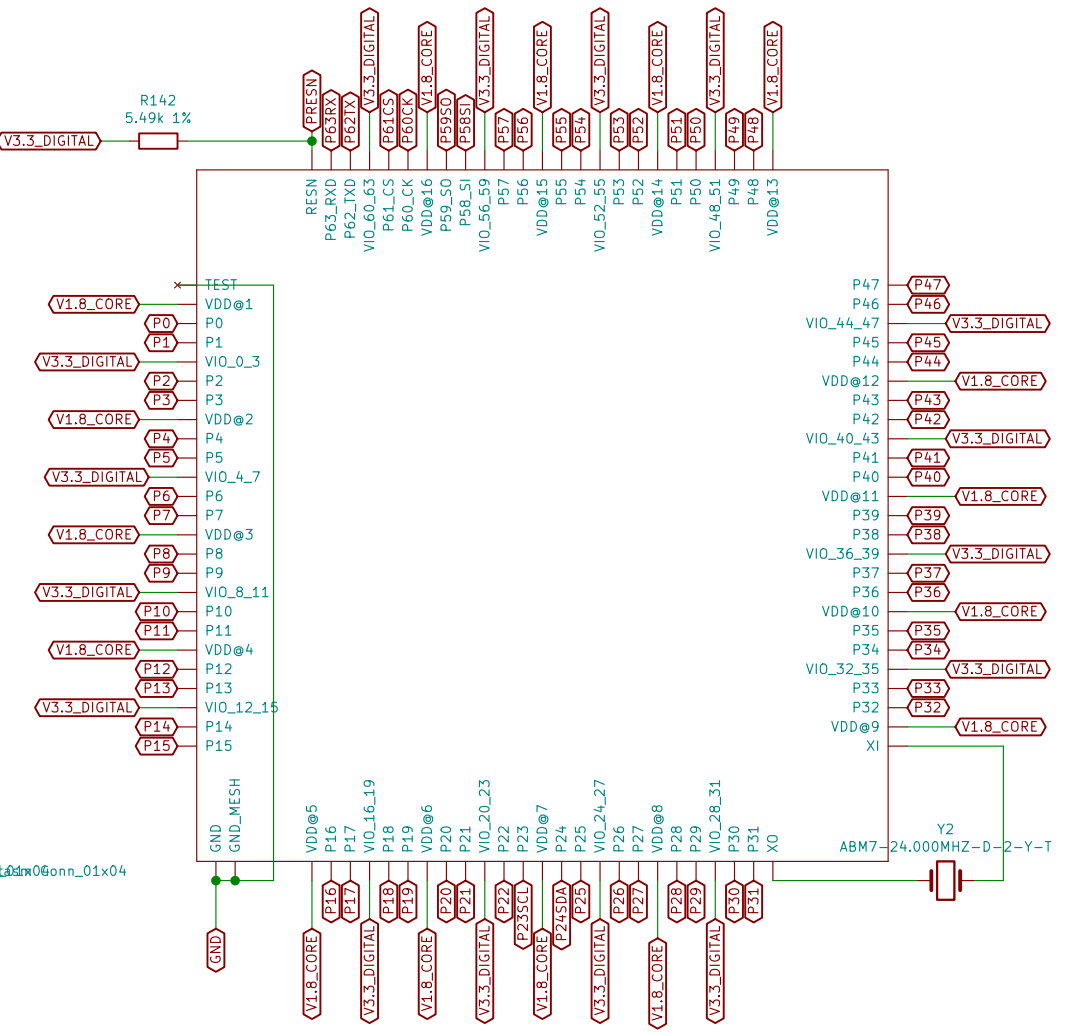 V3.3_DIGITAL
V3.3_DIGITAL
V3.3_DIGITAL
V3.3_DIGITAL
V1.8_CORE
V1.8_CORE
V1.8_CORE
V1.8_CORE
PRESN
P63RX
P62TX
P61CS
P60CK
P59SO
P58SI
P57
P56
P55
P54
P53
P52
P51
P50
P49
P48
R142
5.49k 1%
V3.3_DIGITAL
RESN
P63_RXD
P62_TXD
VIO_60_63
P61_CS
P60_CK
VDD@16
P59_SO
P58_SI
VIO_56_59
P57
P56
VDD@15
P55
P54
VIO_52_55
P53
P52
VDD@14
P51
P50
VIO_48_51
P49
P48
VDD@13
TEST
V1.8_CORE VDD@1
P0 P0
P1 P1
V3.3_DIGITAL VIO_0_3
P2 P2
P3 P3
V1.8_CORE VDD@2
P4 P4
P5 P5
V3.3_DIGITAL VIO_4_7
P6 P6
P7 P7
V1.8_CORE VDD@3
P8 P8
P9 P9
V3.3_DIGITAL VIO_8_11
P10 P10
P11 P11
V1.8_CORE VDD@4
P12 P12
P13 P13
V3.3_DIGITAL VIO_12_15
P14 P14
P15 P15
P47 P47
P46 P46
VIO_44_47 V3.3_DIGITAL
P45 P45
P44 P44
VDD@12 V1.8_CORE
P43 P43
P42 P42
VIO_40_43 V3.3_DIGITAL
P41 P41
P40 P40
VDD@11 V1.8_CORE
P39 P39
P38 P38
VIO_36_39 V3.3_DIGITAL
P37 P37
P36 P36
VDD@10 V1.8_CORE
P35 P35
P34 P34
VIO_32_35 V3.3_DIGITAL
P33 P33
P32 P32
VDD@9 V1.8_CORE
XI
GND
GND_MESH
VDD@5
P16
P17
VIO_16_19
P18
P19
VDD@6
P20
P21
VIO_20_23
P22
P23
VDD@7
P24
P25
VIO_24_27
P26
P27
VDD@8
P28
P29
VIO_28_31
P30
P31
XO
Y2
ABM7-24.000MHZ-D-2-Y-T
Conn_01x04
GND
V1.8_CORE
P16
P17
V3.3_DIGITAL
P18
P19
V1.8_CORE
P20
P21
V3.3_DIGITAL
P22
P23SCL
V1.8_CORE
P24SDA
P25
V3.3_DIGITAL
P26
P27
V1.8_CORE
P28
P29
V3.3_DIGITAL
P30
P31